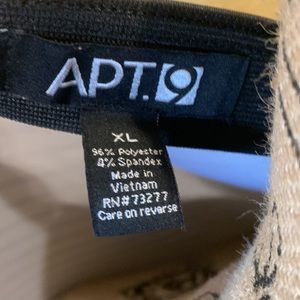 APT.9
XL
96% Polyester
4% Spandex
Made in
Vietnam
RN#73277
Care on reverse